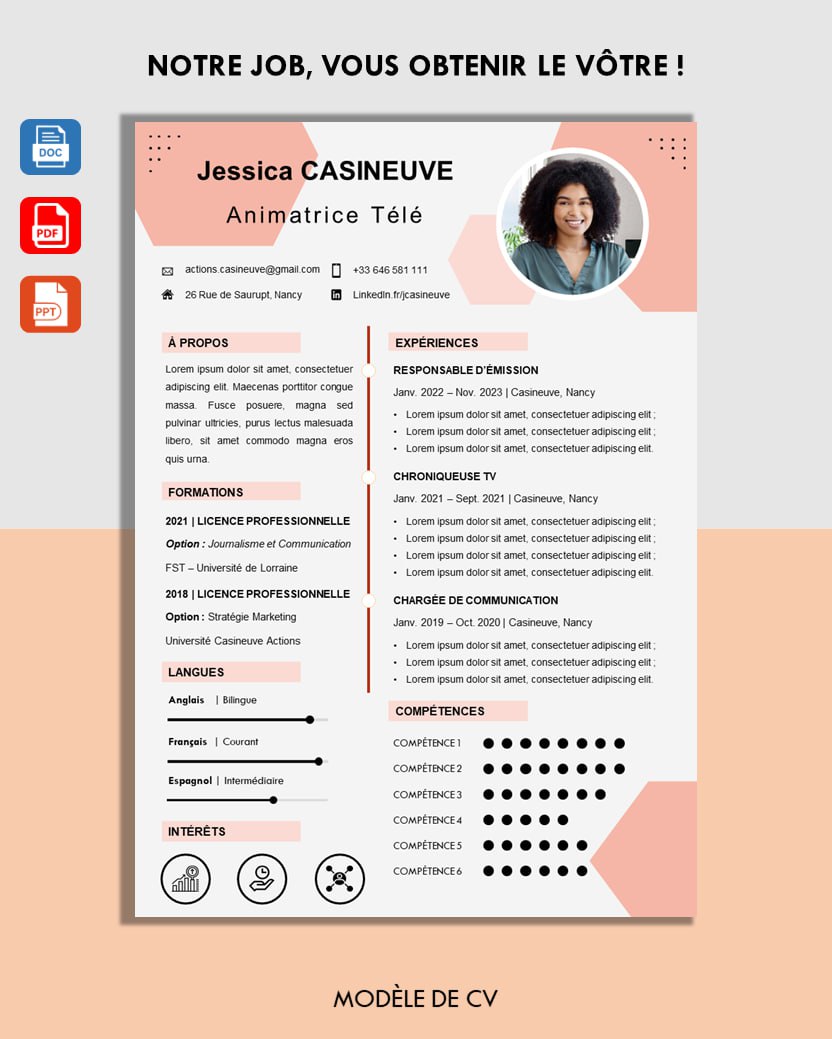 NOTRE JOB, VOUS OBTENIR LE VÔTRE !
DOC
PDF
PPT
Jessica CASINEUVE
Animatrice Télé
actions.casineuve@gmail.com
+33 646 581 111
26 Rue de Saurupt, Nancy
LinkedIn.fr/jcasineuve
À PROPOS
Lorem ipsum dolor sit amet, consectetuer
adipiscing elit. Maecenas porttitor congue
massa. Fusce posuere, magna sed
pulvinar ultricies, purus lectus malesuada
libero, sit amet commodo magna eros
quis urna.
FORMATIONS
2021 | LICENCE PROFESSIONNELLE
Option : Journalisme et Communication
FST – Université de Lorraine
2018 | LICENCE PROFESSIONNELLE
Option : Stratégie Marketing
Université Casineuve Actions
LANGUES
Anglais | Bilingue
Français | Courant
Espagnol | Intermédiaire
INTÉRÊTS
EXPÉRIENCES
RESPONSABLE D'ÉMISSION
Janv. 2022 – Nov. 2023 | Casineuve, Nancy
• Lorem ipsum dolor sit amet, consectetuer adipiscing elit ;
• Lorem ipsum dolor sit amet, consectetuer adipiscing elit ;
• Lorem ipsum dolor sit amet, consectetuer adipiscing elit.
CHRONIQUEUSE TV
Janv. 2021 – Sept. 2021 | Casineuve, Nancy
• Lorem ipsum dolor sit amet, consectetuer adipiscing elit ;
• Lorem ipsum dolor sit amet, consectetuer adipiscing elit ;
• Lorem ipsum dolor sit amet, consectetuer adipiscing elit ;
• Lorem ipsum dolor sit amet, consectetuer adipiscing elit.
CHARGÉE DE COMMUNICATION
Janv. 2019 – Oct. 2020 | Casineuve, Nancy
• Lorem ipsum dolor sit amet, consectetuer adipiscing elit ;
• Lorem ipsum dolor sit amet, consectetuer adipiscing elit ;
• Lorem ipsum dolor sit amet, consectetuer adipiscing elit.
COMPÉTENCES
COMPÉTENCE 1
COMPÉTENCE 2
COMPÉTENCE 3
COMPÉTENCE 4
COMPÉTENCE 5
COMPÉTENCE 6
MODÈLE DE CV